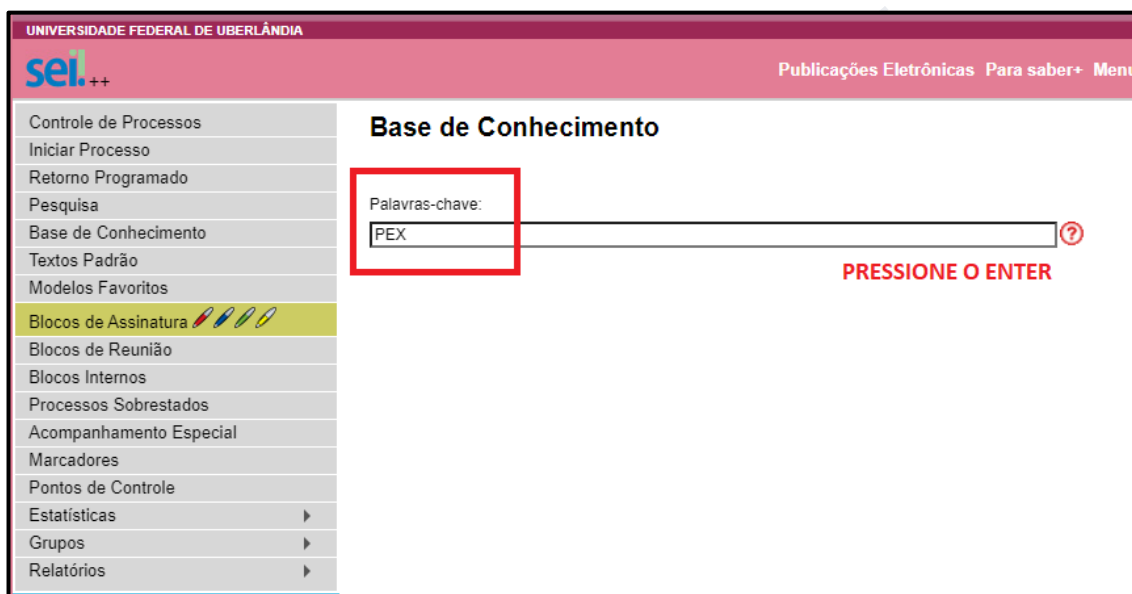 UNIVERSIDADE FEDERAL DE UBERLÂNDIA
sei!++
Publicações Eletrônicas Para saber+ Menu
Controle de Processos
Iniciar Processo
Retorno Programado
Pesquisa
Base de Conhecimento
Textos Padrão
Modelos Favoritos
Blocos de Assinatura
Blocos de Reunião
Blocos Internos
Processos Sobrestados
Acompanhamento Especial
Marcadores
Pontos de Controle
Estatísticas
Grupos
Relatórios
Base de Conhecimento
Palavras-chave:
PEX
?
PRESSIONE O ENTER